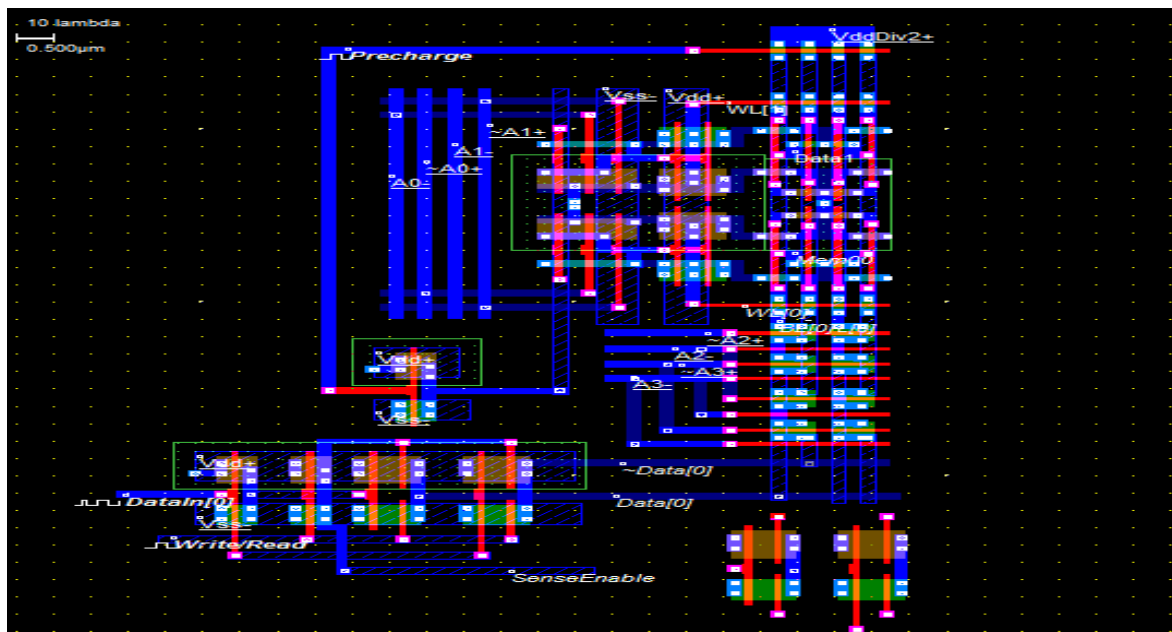 10 lambda
0.500µm
VddDiv2+
Precharge
Vss-
Vdd+
WL[1]
~A1+
A1-
~A0+
A0-
Data1
Mem00
WL[0]
~A2+
A2-
~A3+
A3-
Vdd+
Vss-
Vdd+
~Data[0]
DataIn[0]
Data[0]
Vss-
Write/Read
SenseEnable